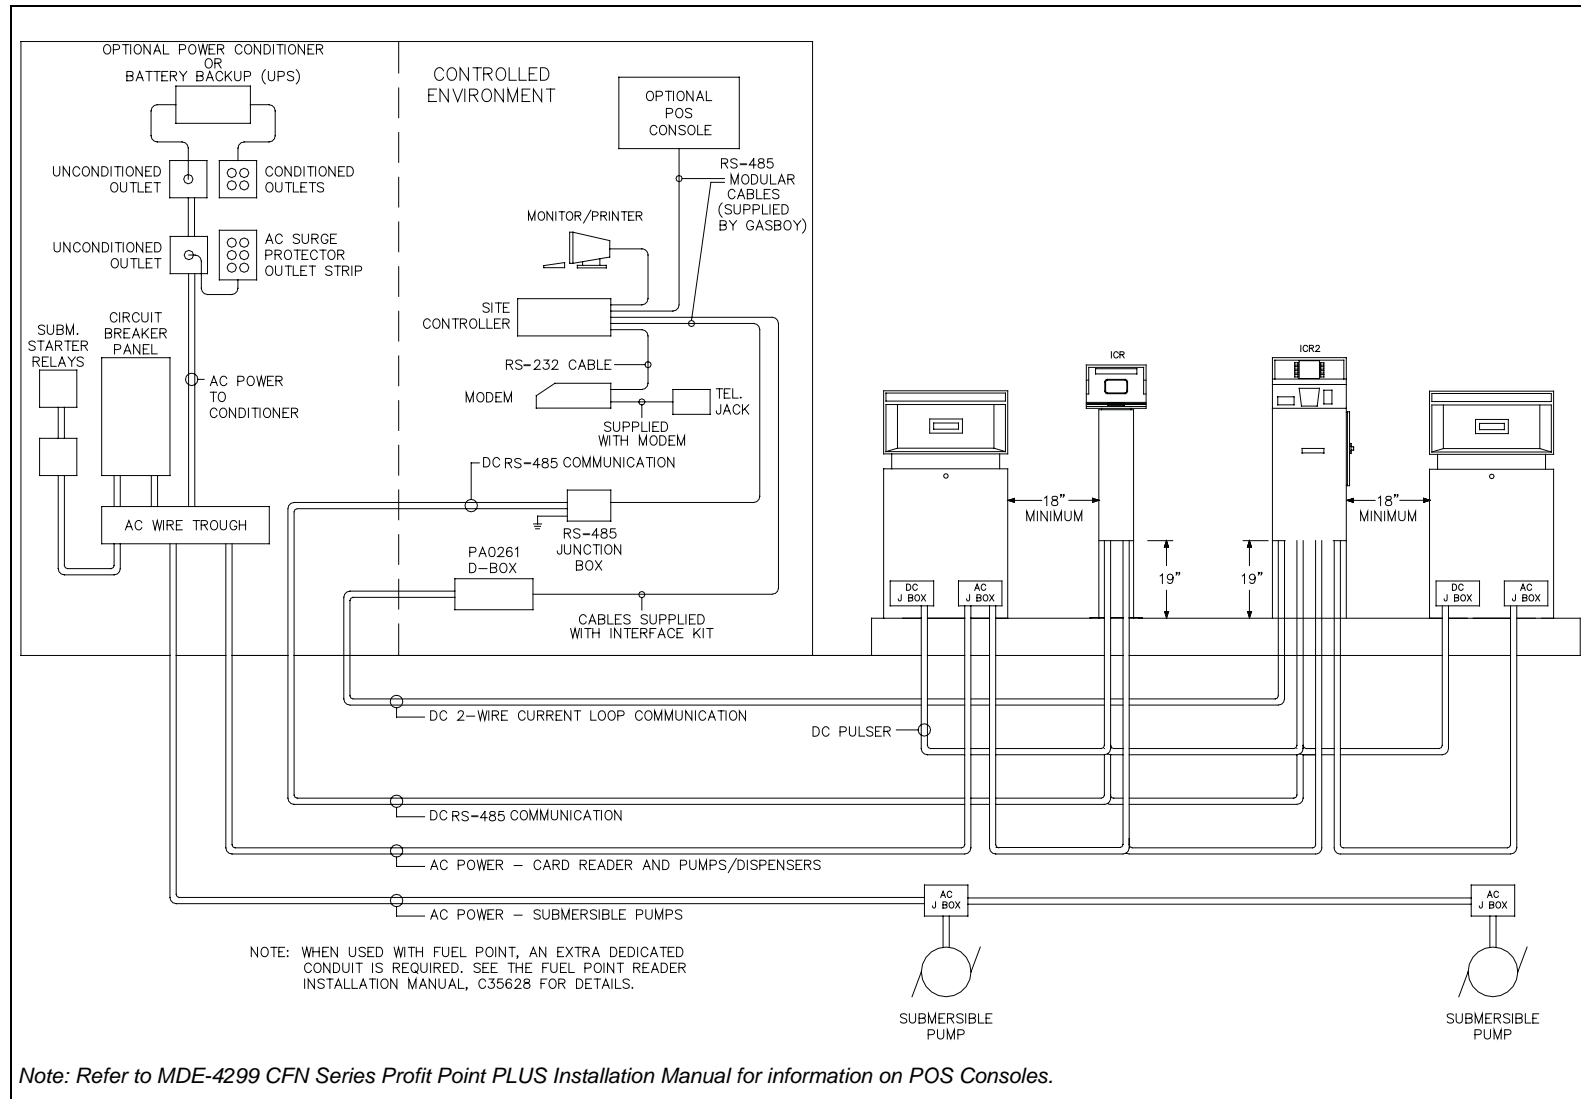 OPTIONAL POWER CONDITIONER
OR
BATTERY BACKUP (UPS)
CONTROLLED
ENVIRONMENT
OPTIONAL
POS
CONSOLE
UNCONDITIONED
OUTLET
CONDITIONED
OUTLETS
RS-485
MODULAR
CABLES
(SUPPLIED
BY GASBOY)
MONITOR/PRINTER
UNCONDITIONED
OUTLET
AC SURGE
PROTECTOR
OUTLET STRIP
SITE
CONTROLLER
SUBM.
STARTER
RELAYS
CIRCUIT
BREAKER
PANEL
RS-232 CABLE
AC POWER
TO
CONDITIONER
MODEM
TEL.
JACK
SUPPLIED
WITH MODEM
DC RS-485 COMMUNICATION
AC WIRE TROUGH
RS-485
JUNCTION
BOX
PA0261
D-BOX
CABLES SUPPLIED
WITH INTERFACE KIT
ICR
ICR2
18"
MINIMUM
18"
MINIMUM
19"
19"
DC
J BOX
AC
J BOX
DC
J BOX
AC
J BOX
DC 2-WIRE CURRENT LOOP COMMUNICATION
DC PULSER
DC RS-485 COMMUNICATION
AC POWER - CARD READER AND PUMPS/DISPENSERS
AC POWER - SUBMERSIBLE PUMPS
AC
J BOX
AC
J BOX
NOTE: WHEN USED WITH FUEL POINT, AN EXTRA DEDICATED
CONDUIT IS REQUIRED. SEE THE FUEL POINT READER
INSTALLATION MANUAL, C35628 FOR DETAILS.
SUBMERSIBLE
PUMP
SUBMERSIBLE
PUMP
Note: Refer to MDE-4299 CFN Series Profit Point PLUS Installation Manual for information on POS Consoles.